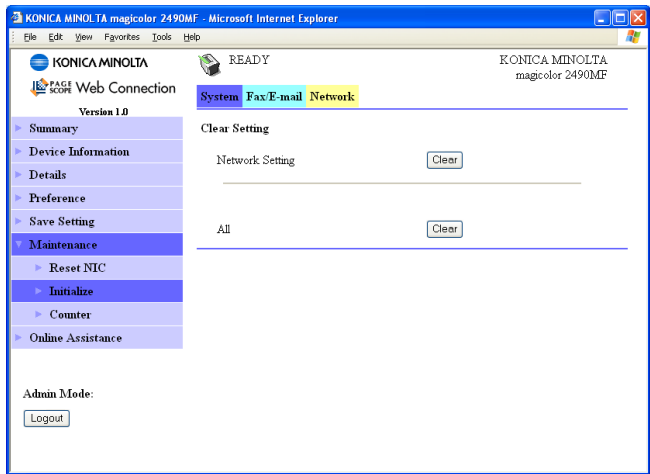 KONICA MINOLTA magicolor 2490MF - Microsoft Internet Explorer
File Edit View Favorites Tools Help
KONICA MINOLTA
PAGE SCOPE Web Connection
Version 1.0
READY
KONICA MINOLTA
magicolor 2490MF
System Fax/E-mail Network
Summary
Device Information
Details
Preference
Save Setting
Maintenance
Reset NIC
Initialize
Counter
Online Assistance
Admin Mode:
Logout
Clear Setting
Network Setting Clear
All Clear